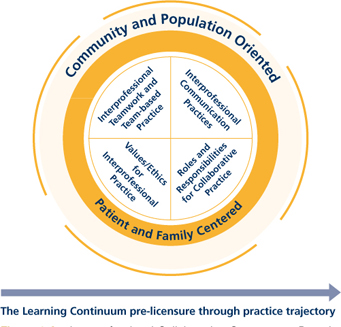 Community and Population Oriented
Interprofessional
Teamwork and
Team-based
Practice
Interprofessional
Communication
Practices
Values/Ethics
for
Interprofessional
Practice
Roles and
Responsibilities
for Collaborative
Practice
Patient and Family Centered
The Learning Continuum pre-licensure through practice trajectory